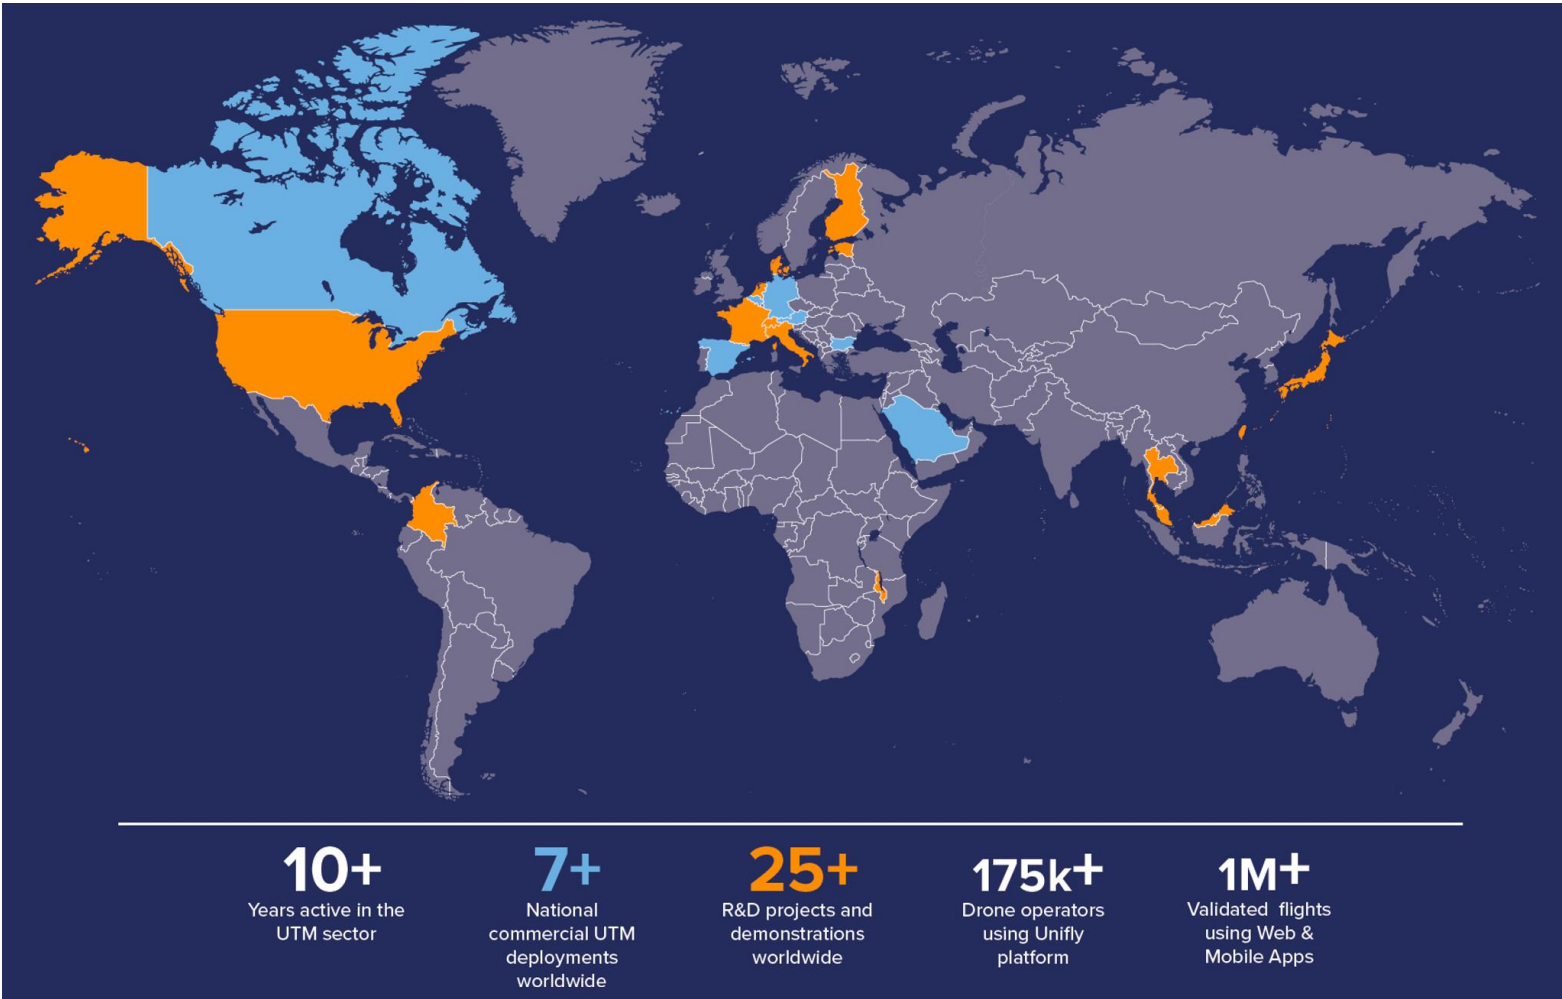 10+
Years active in the
UTM sector
7+
National
commercial UTM
deployments
worldwide
25+
R&D projects and
demonstrations
worldwide
175k+
Drone operators
using Unifly
platform
1M+
Validated flights
using Web &
Mobile Apps